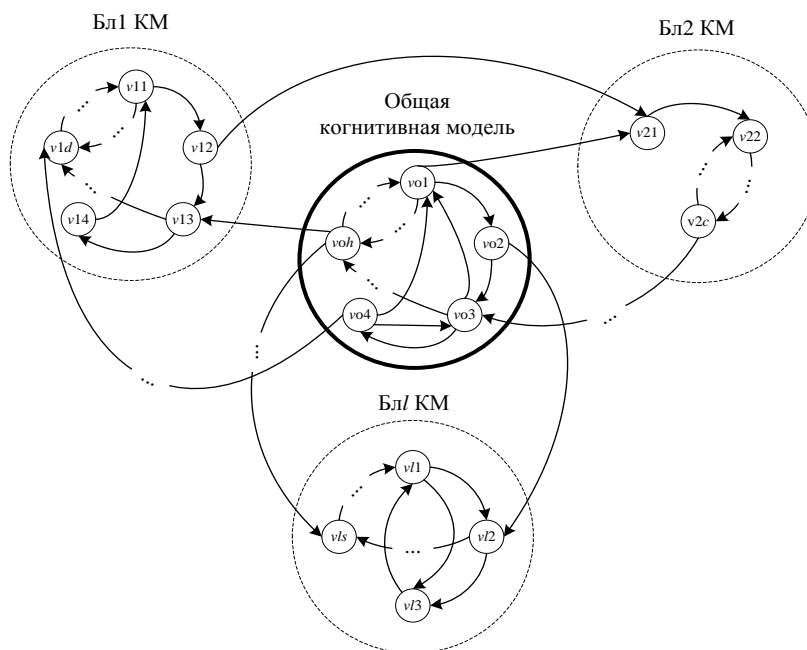 Бл1 КМ
Бл2 КМ
Общая
когнитивная модель
v11
...
v1d
...
v12
...
v14
v13
v21
v22
...
...
v2c
vo1
...
voh
...
vo2
...
vo4
vo3
...
...
...
Блl КМ
vl1
...
vls
...
vl2
vl3